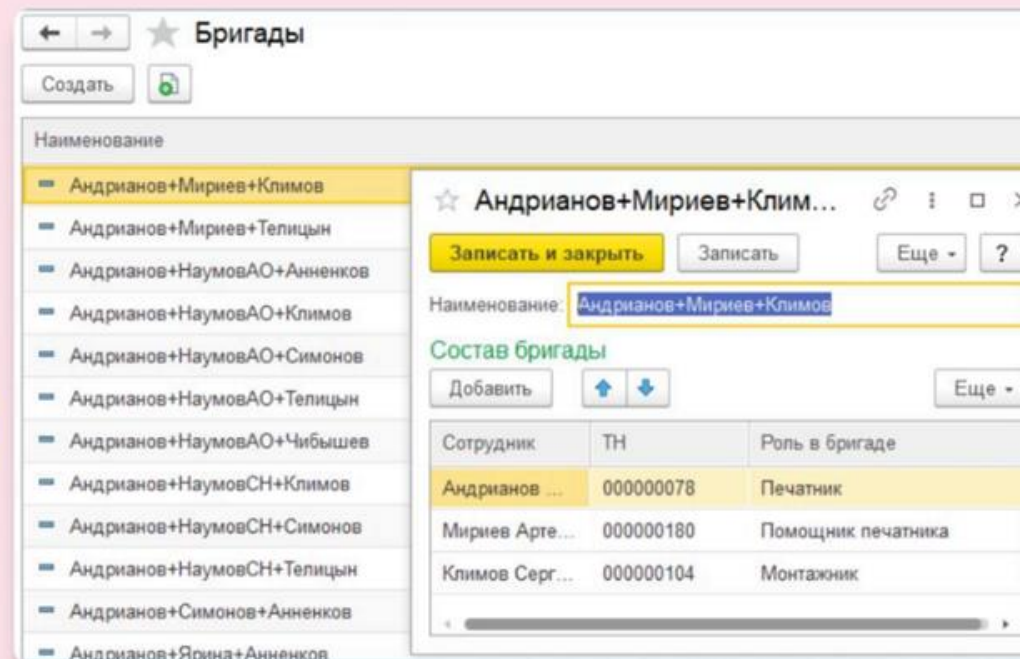 Бригады
Создать
Наименование
Андрианов+Мириев+Климов
Андрианов+Мириев+Телицын
Андрианов+НаумовАО+Анненков
Андрианов+НаумовАО+Климов
Андрианов+НаумовАО+Симонов
Андрианов+НаумовАО+Телицын
Андрианов+НаумовАО+Чибышев
Андрианов+НаумовСН+Климов
Андрианов+НаумовСН+Симонов
Андрианов+НаумовСН+Телицын
Андрианов+Симонов+Анненков
Андрианов+Ярина+Анненков
Андрианов+Мириев+Клим...
Записать и закрыть Записать Еще ?
Наименование: Андрианов+Мириев+Климов
Состав бригады
Добавить Еще
Сотрудник ТН Роль в бригаде
Андрианов ... 000000078 Печатник
Мириев Арте... 000000180 Помощник печатника
Климов Серг... 000000104 Монтажник